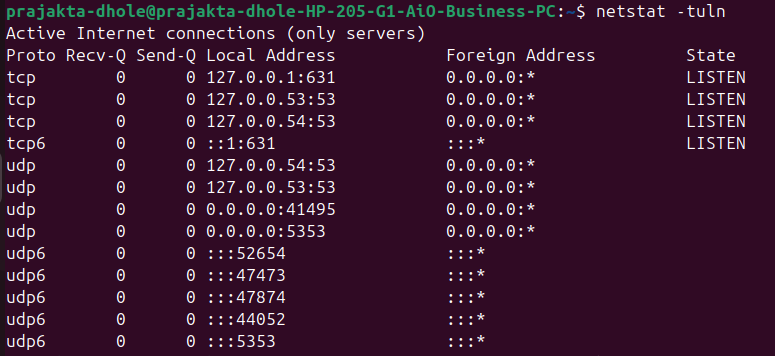 prajakta-dhole@prajakta-dhole-HP-205-G1-AiO-Business-PC:~$ netstat -tuln
Active Internet connections (only servers)
Proto Recv-Q Send-Q Local Address           Foreign Address         State
tcp        0      0 127.0.0.1:631           0.0.0.0:*               LISTEN
tcp        0      0 127.0.0.53:53           0.0.0.0:*               LISTEN
tcp        0      0 127.0.0.54:53           0.0.0.0:*               LISTEN
tcp6       0      0 ::1:631                 :::*                    LISTEN
udp        0      0 127.0.0.54:53           0.0.0.0:*
udp        0      0 127.0.0.53:53           0.0.0.0:*
udp        0      0 0.0.0.0:41495           0.0.0.0:*
udp        0      0 0.0.0.0:5353            0.0.0.0:*
udp6       0      0 :::52654                :::*
udp6       0      0 :::47473                :::*
udp6       0      0 :::47874                :::*
udp6       0      0 :::44052                :::*
udp6       0      0 :::5353                 :::*